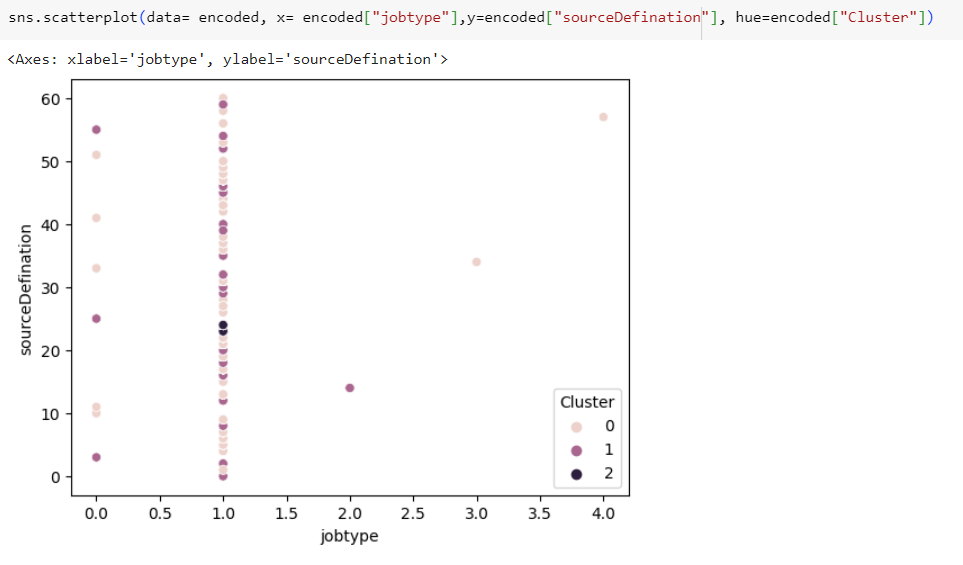 sns.scatterplot(data= encoded, x= encoded["jobtype"],y=encoded["sourceDefination"], hue=encoded["Cluster"])
<Axes: xlabel='jobtype', ylabel='sourceDefination'>
60
50
40
30
20
10
0
sourceDefination
Cluster
0
1
2
0.0 0.5 1.0 1.5 2.0 2.5 3.0 3.5 4.0
jobtype